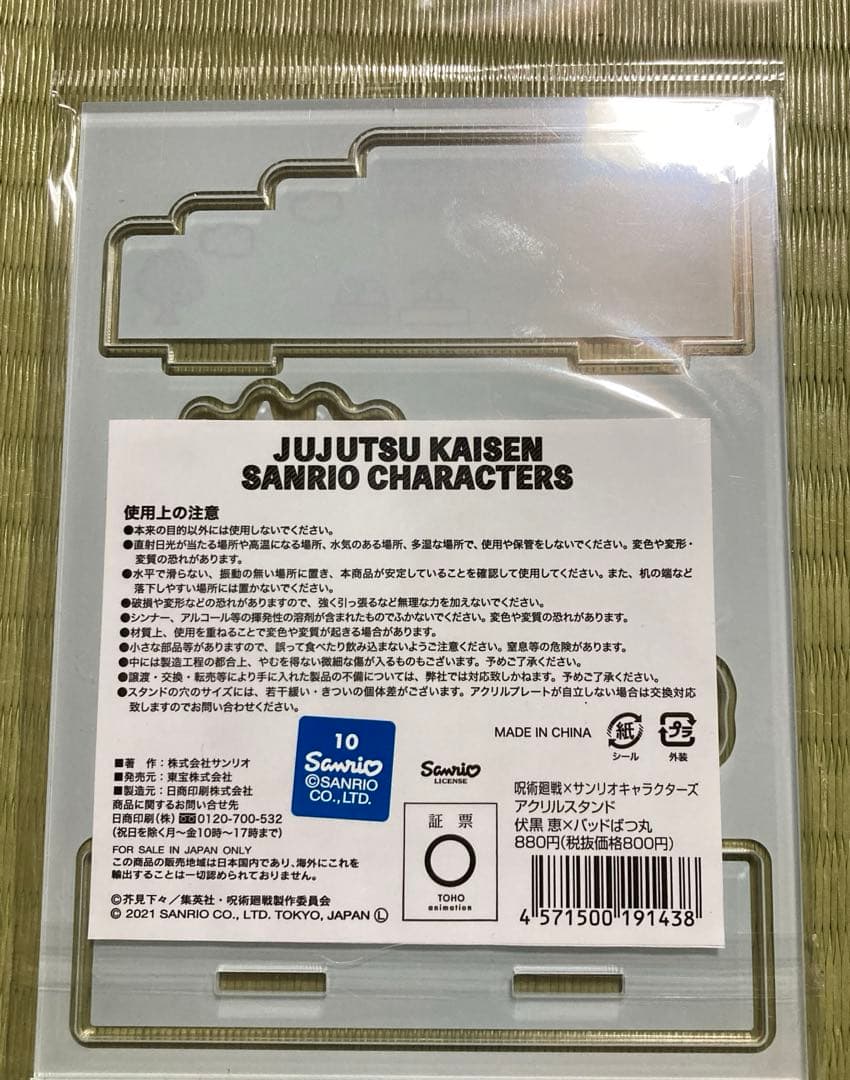 JUJUTSU KAISEN
SANRIO CHARACTERS
使用上の注意
●本来の目的以外には使用しないでください。
●直射日光が当たる場所や高温になる場所、水気のある場所、多湿な場所で、使用や保管をしないでください。変色や変形・
変質の恐れがあります。
●水平で滑らない、振動の無い場所に置き、本商品が安定していることを確認して使用してください。また、机の端など
落下しやすい場所には置かないでください。
●破損や変形などの恐れがありますので、強く引っ張るなど無理な力を加えないでください。
●シンナー、アルコール等の揮発性の溶剤が含まれたものでふかないでください。変色や変質の恐れがあります。
●材質上、使用を重ねることで変色や変質が起きる場合があります。
●小さな部品等がありますので、誤って食べたり飲み込まないようご注意ください。窒息等の危険があります。
●中には製造工程の都合上、やむを得ない微細な傷が入るものもございます。予めご了承ください。
●譲渡・交換・転売等により手に入れた製品の不備については、弊社では対応致しかねます。予めご了承ください。
●スタンドの穴のサイズには、若干緩い・きついの個体差がございます。アクリルプレートが自立しない場合は交換対応
致しますのでお問い合わせください。
■著　作：株式会社サンリオ
■発売元：東宝株式会社
■製造元：日商印刷株式会社
商品に関するお問い合せ先
日商印刷(株) 0120-700-532
(祝日を除く月〜金10時〜17時まで)
FOR SALE IN JAPAN ONLY
この商品の販売地域は日本国内であり、海外にこれを
輸出することは一切認められておりません。
©芥見下々／集英社・呪術廻戦製作委員会
© 2021 SANRIO CO., LTD. TOKYO, JAPAN Ⓛ
10
Sanrio
©SANRIO
CO., LTD.
Sanrio
LICENSE
証票
TOHO
animation
MADE IN CHINA
紙
シール
プラ
外装
呪術廻戦×サンリオキャラクターズ
アクリルスタンド
伏黒 恵×バッドばつ丸
880円(税抜価格800円)
4 571500 191438